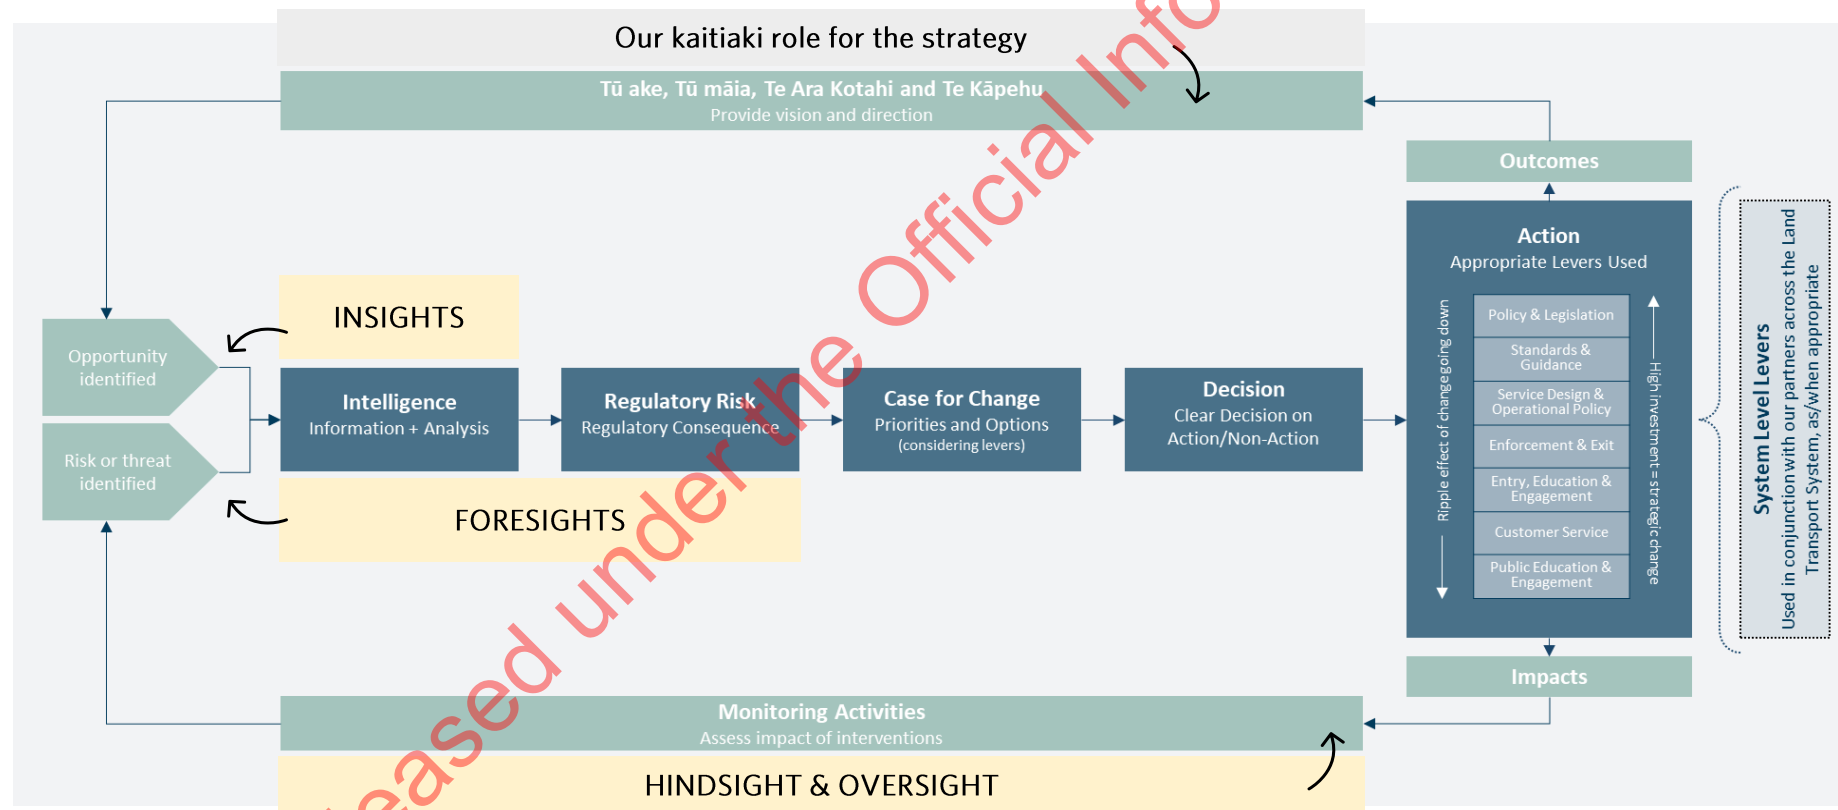 Our kaitiaki role for the strategy
Tū ake, Tū māia, Te Ara Kotahi and Te Kāpehu
Provide vision and direction
Outcomes
Action
Appropriate Levers Used
Ripple effect of change going down
Policy & Legislation
Standards &
Guidance
Service Design &
Operational Policy
Enforcement & Exit
Entry, Education &
Engagement
Customer Service
Public Education &
Engagement
High investment = strategic change
System Level Levers
Used in conjunction with our partners across the Land
Transport System, as/when appropriate
INSIGHTS
Opportunity
identified
Risk or threat
identified
Intelligence
Information + Analysis
Regulatory Risk
Regulatory Consequence
Case for Change
Priorities and Options
(considering levers)
Decision
Clear Decision on
Action/Non-Action
FORESIGHTS
Impacts
Monitoring Activities
Assess impact of interventions
HINDSIGHT & OVERSIGHT
eased under the Official Info